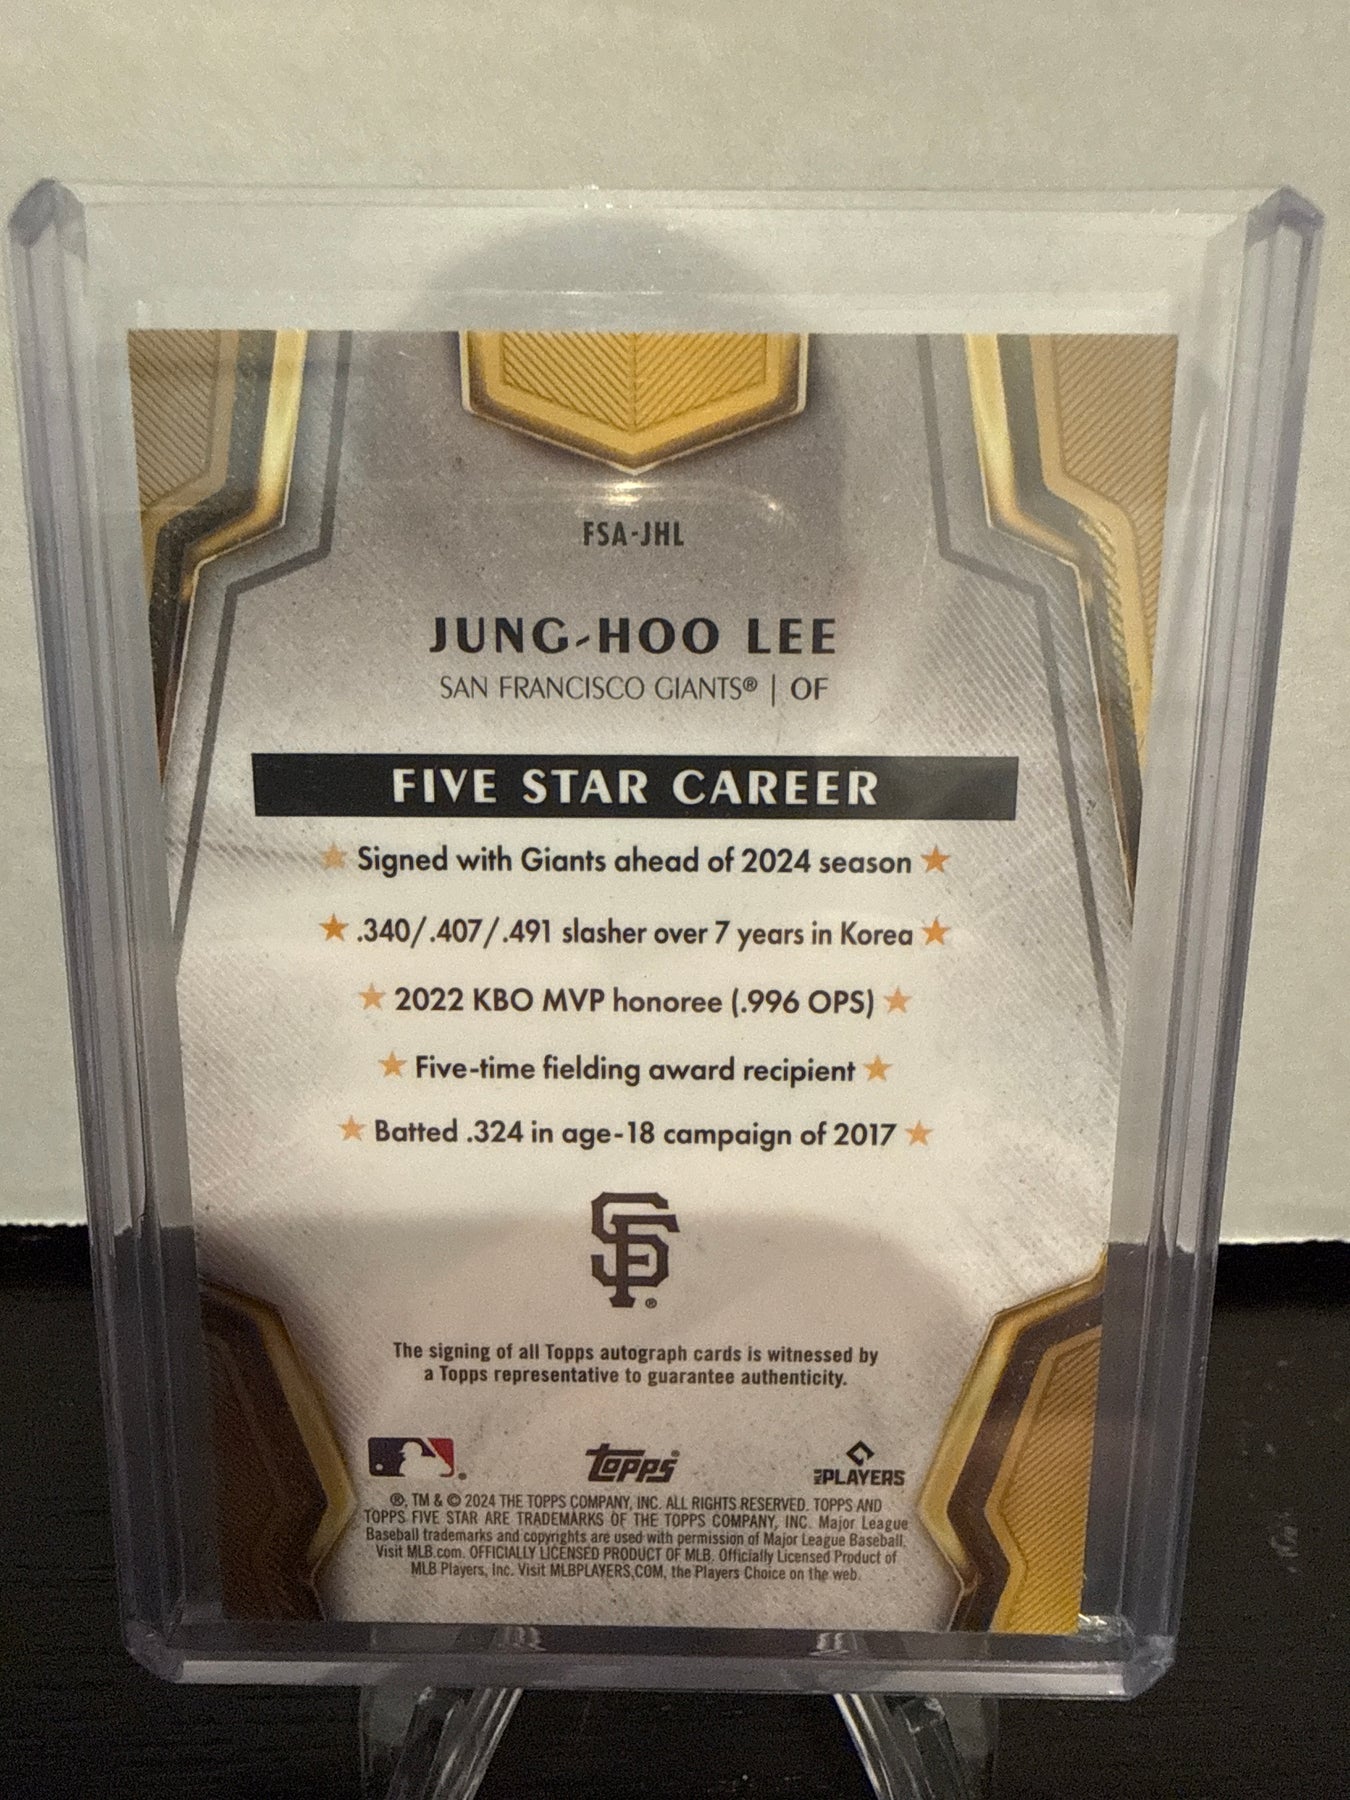 FSA-JHL
JUNG-HOO LEE
SAN FRANCISCO GIANTS® | OF
FIVE STAR CAREER
★ Signed with Giants ahead of 2024 season ★
★ .340/.407/.491 slasher over 7 years in Korea ★
★ 2022 KBO MVP honoree (.996 OPS) ★
★ Five-time fielding award recipient ★
★ Batted .324 in age-18 campaign of 2017 ★
SF ®
The signing of all Topps autograph cards is witnessed by
a Topps representative to guarantee authenticity.
topps® PLAYERS
®, TM & © 2024 THE TOPPS COMPANY, INC. ALL RIGHTS RESERVED. TOPPS AND
TOPPS FIVE STAR ARE TRADEMARKS OF THE TOPPS COMPANY, INC. Major League
Baseball trademarks and copyrights are used with permission of Major League Baseball.
Visit MLB.com. OFFICIALLY LICENSED PRODUCT OF MLB. Officially Licensed Product of
MLB Players, Inc. Visit MLBPLAYERS.COM, the Players Choice on the web.